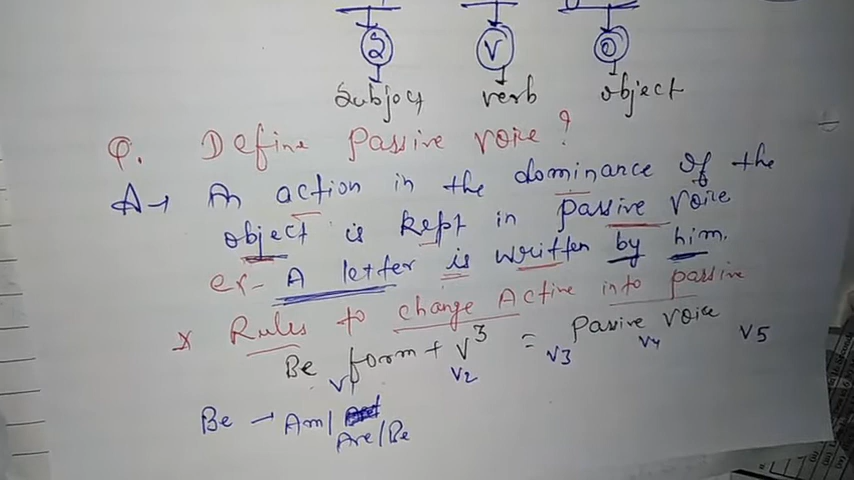 S V O
Subject verb object
Q. Define Passive voice ?
A→ An action in the dominance of the
object is kept in passive voice
ex- A letter is written by him.
* Rules to change Active into passive
Be form + V3 = Passive voice
V V2 V3 V4 V5
Be → Am/
Are/Be